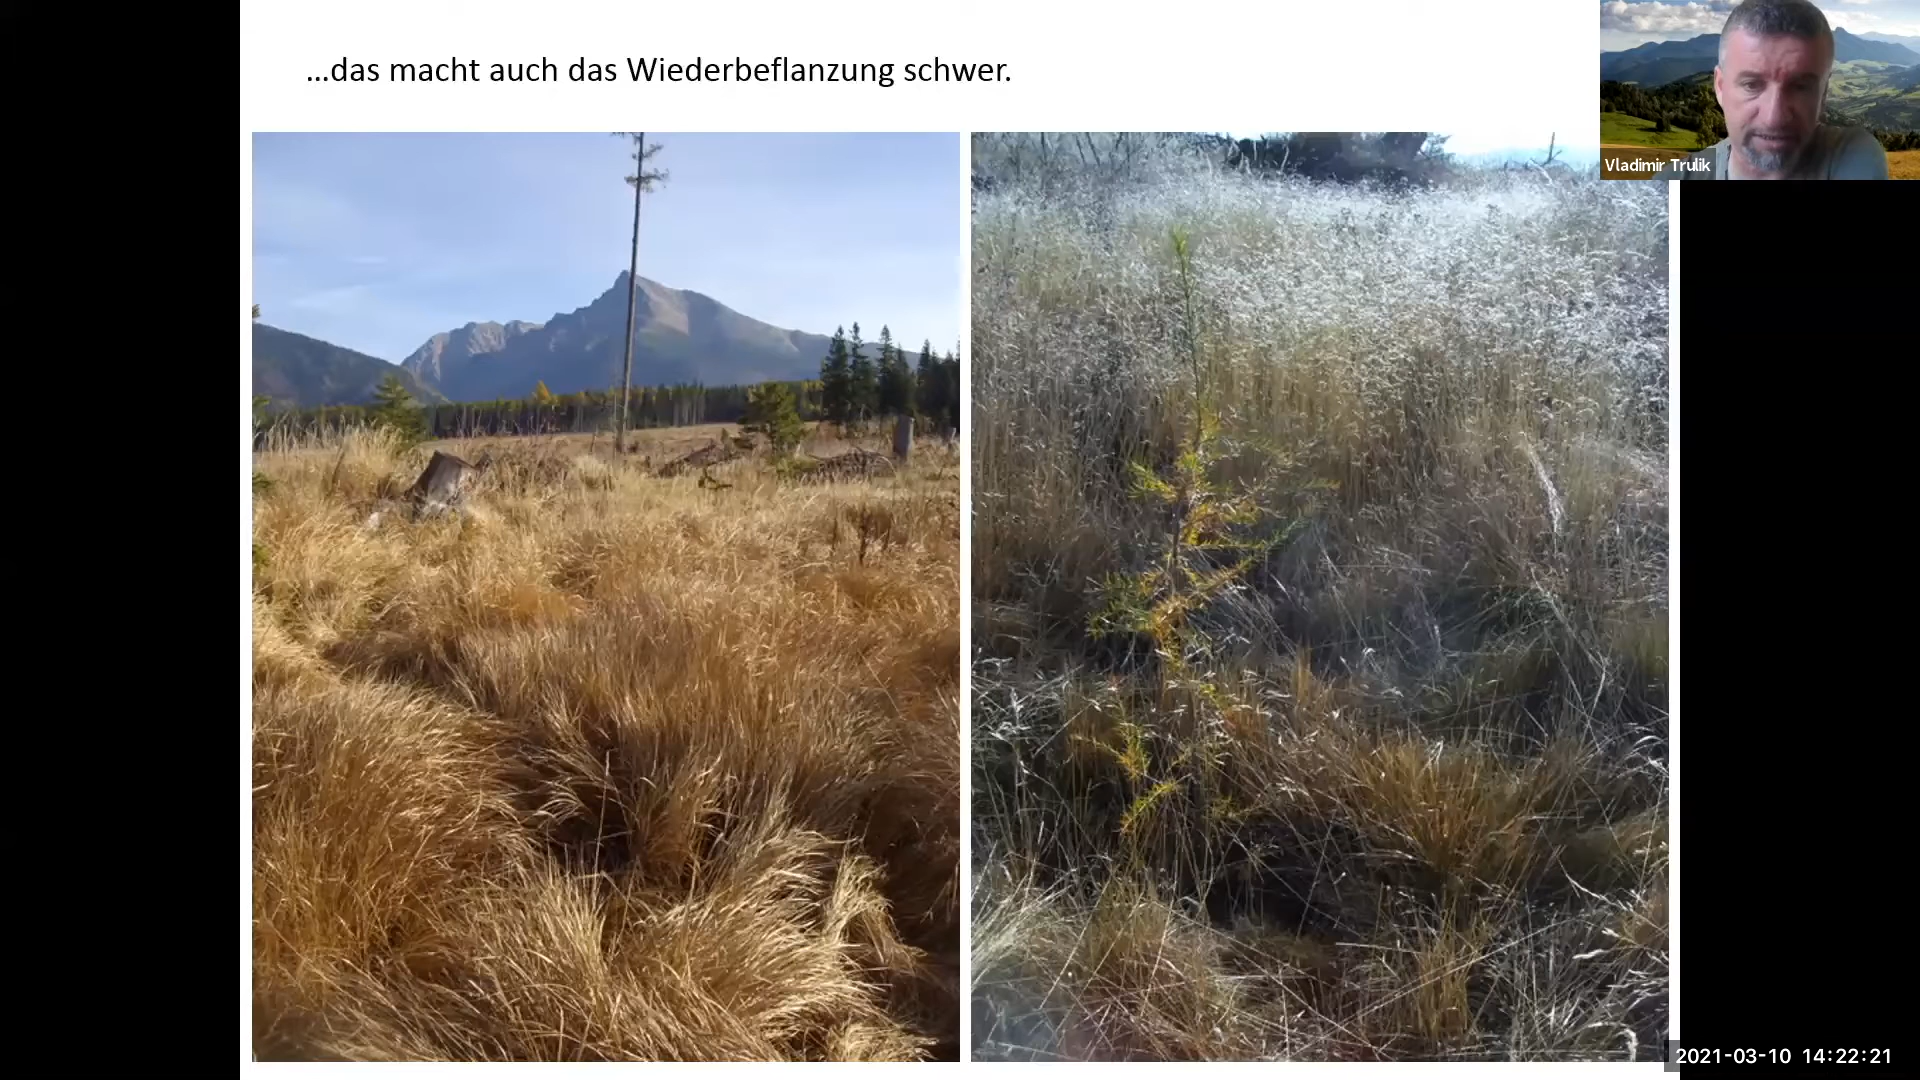 ...das macht auch das Wiederbeflanzung schwer.
Vladimir Trulik
2021-03-10 14:22:21